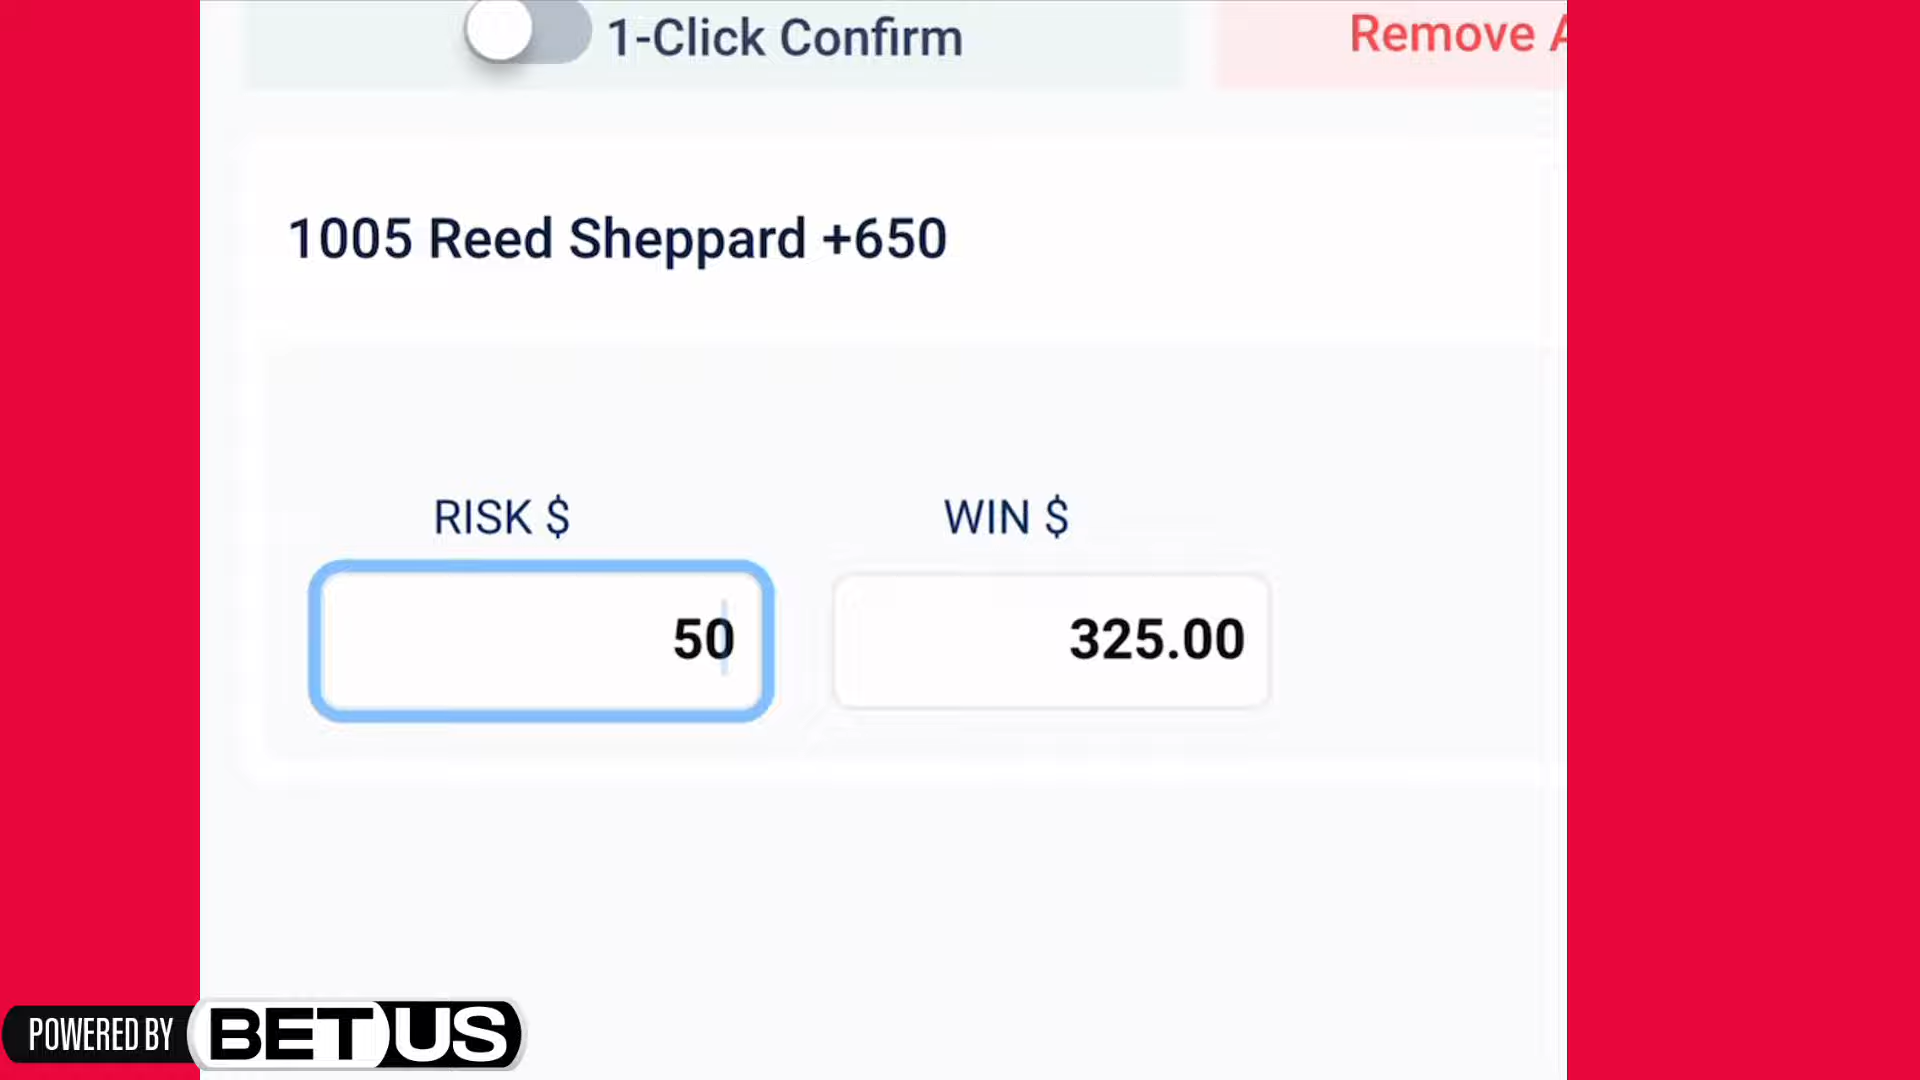 1-Click Confirm
Remove A
1005 Reed Sheppard +650
RISK $
WIN $
50
325.00
POWERED BY BETUS